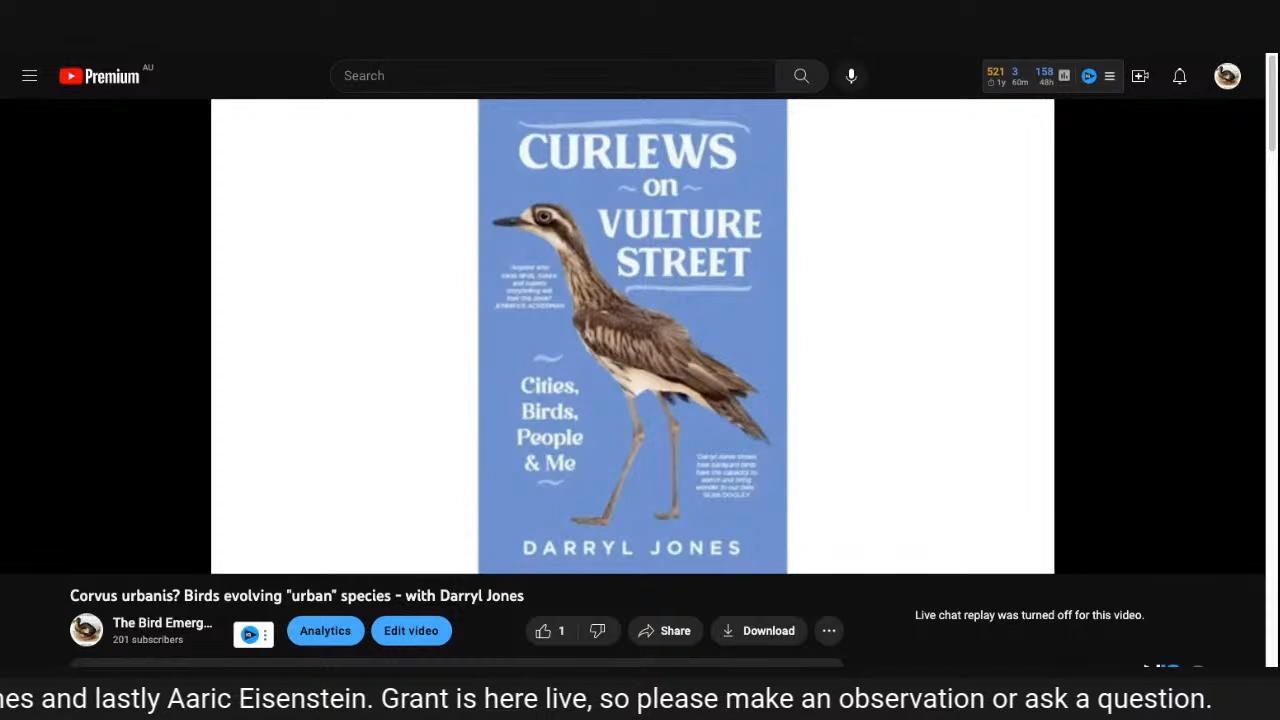 Premium AU
Search
521 3 158
1y 60m 48h
CURLEWS
~ on ~
VULTURE
STREET
Cities,
Birds,
People
& Me
DARRYL JONES
Corvus urbanis? Birds evolving "urban" species - with Darryl Jones
The Bird Emerg...
201 subscribers
Analytics
Edit video
1
Share
Download
Live chat replay was turned off for this video.
nes and lastly Aaric Eisenstein. Grant is here live, so please make an observation or ask a question.